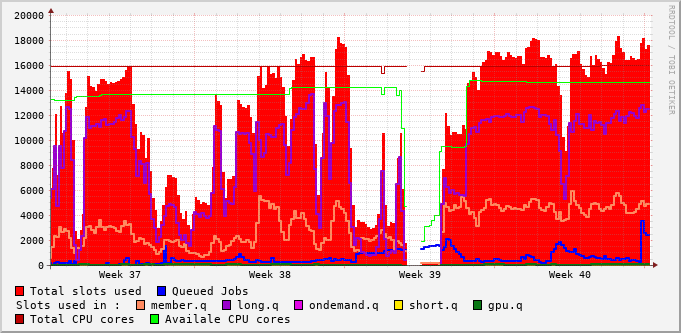 20000
18000
16000
14000
12000
10000
8000
6000
4000
2000
0
Week 37 Week 38 Week 39 Week 40
RRDTOOL / TOBI OETIKER
Total slots used Queued Jobs
Slots used in : member.q long.q ondemand.q short.q gpu.q
Total CPU cores Availale CPU cores